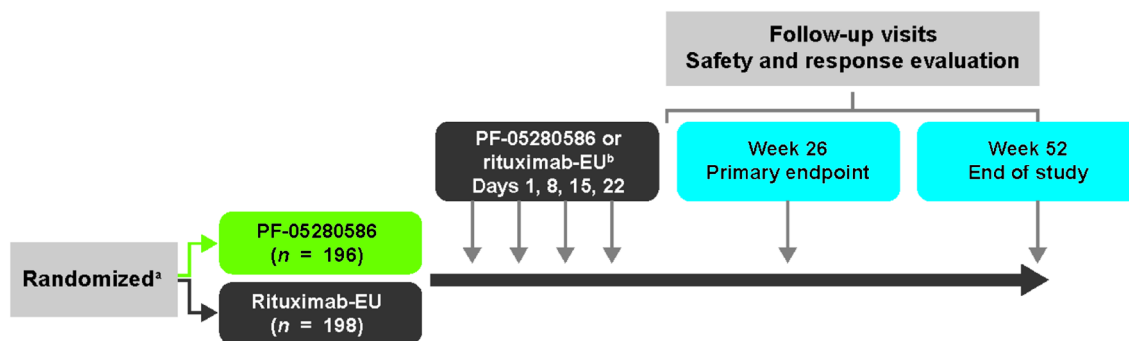 Follow-up visits
Safety and response evaluation
PF-05280586 or
rituximab-EUᵇ
Days 1, 8, 15, 22
Week 26
Primary endpoint
Week 52
End of study
Randomizedᵃ
PF-05280586
(n = 196)
Rituximab-EU
(n = 198)